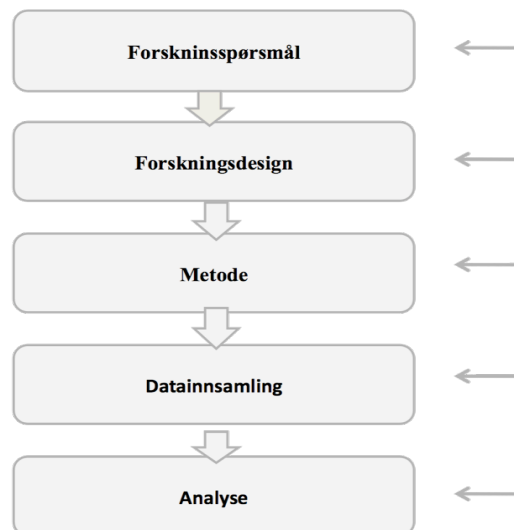 Forskninsspørsmål
Forskningsdesign
Metode
Datainnsamling
Analyse